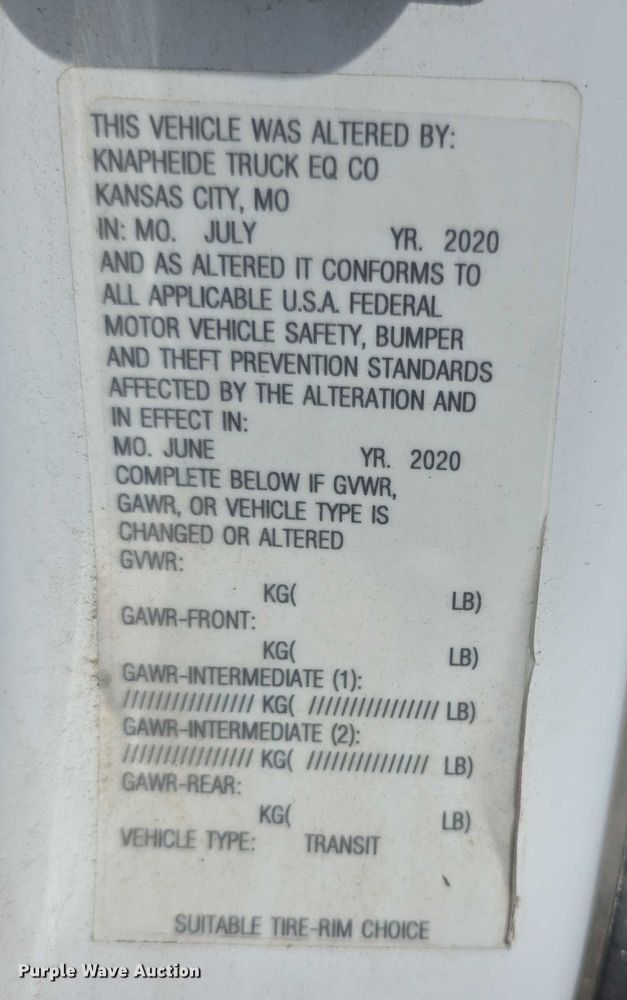 THIS VEHICLE WAS ALTERED BY:
KNAPHEIDE TRUCK EQ CO
KANSAS CITY, MO
IN: MO. JULY YR. 2020
AND AS ALTERED IT CONFORMS TO
ALL APPLICABLE U.S.A. FEDERAL
MOTOR VEHICLE SAFETY, BUMPER
AND THEFT PREVENTION STANDARDS
AFFECTED BY THE ALTERATION AND
IN EFFECT IN:
MO. JUNE YR. 2020
COMPLETE BELOW IF GVWR,
GAWR, OR VEHICLE TYPE IS
CHANGED OR ALTERED
GVWR:
KG( LB)
GAWR-FRONT:
KG( LB)
GAWR-INTERMEDIATE (1):
//////////////// KG( //////////////// LB)
GAWR-INTERMEDIATE (2):
//////////////// KG( /////////////// LB)
GAWR-REAR:
KG( LB)
VEHICLE TYPE: TRANSIT
SUITABLE TIRE-RIM CHOICE
Purple Wave Auction